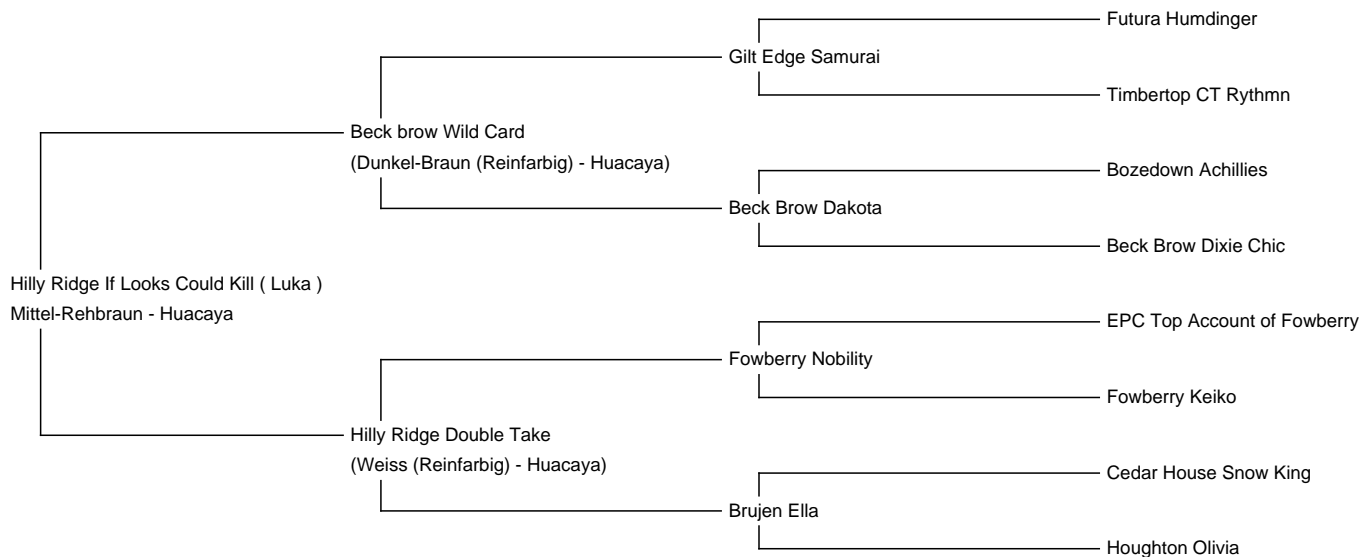 Futura Humdinger
Gilt Edge Samurai
Timbertop CT Rythmn
Beck brow Wild Card
(Dunkel-Braun (Reinfarbig) - Huacaya)
Bozedown Achillies
Beck Brow Dakota
Beck Brow Dixie Chic
Hilly Ridge If Looks Could Kill ( Luka )
Mittel-Rehbraun - Huacaya
EPC Top Account of Fowberry
Fowberry Nobility
Fowberry Keiko
Hilly Ridge Double Take
(Weiss (Reinfarbig) - Huacaya)
Cedar House Snow King
Brujen Ella
Houghton Olivia